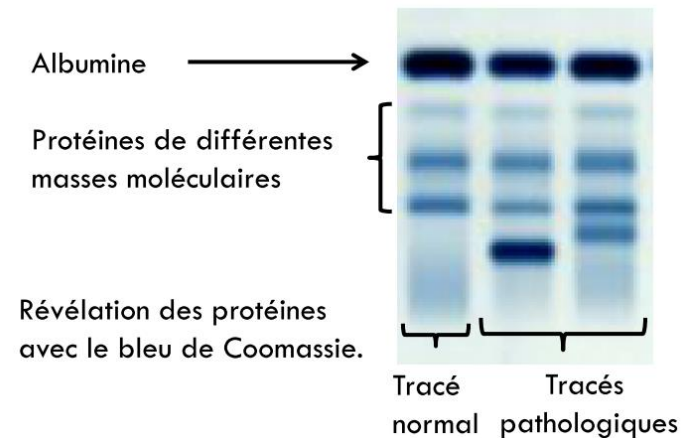 Albumine
Protéines de différentes
masses moléculaires
Révélation des protéines
avec le bleu de Coomassie.
Tracé
normal
Tracés
pathologiques